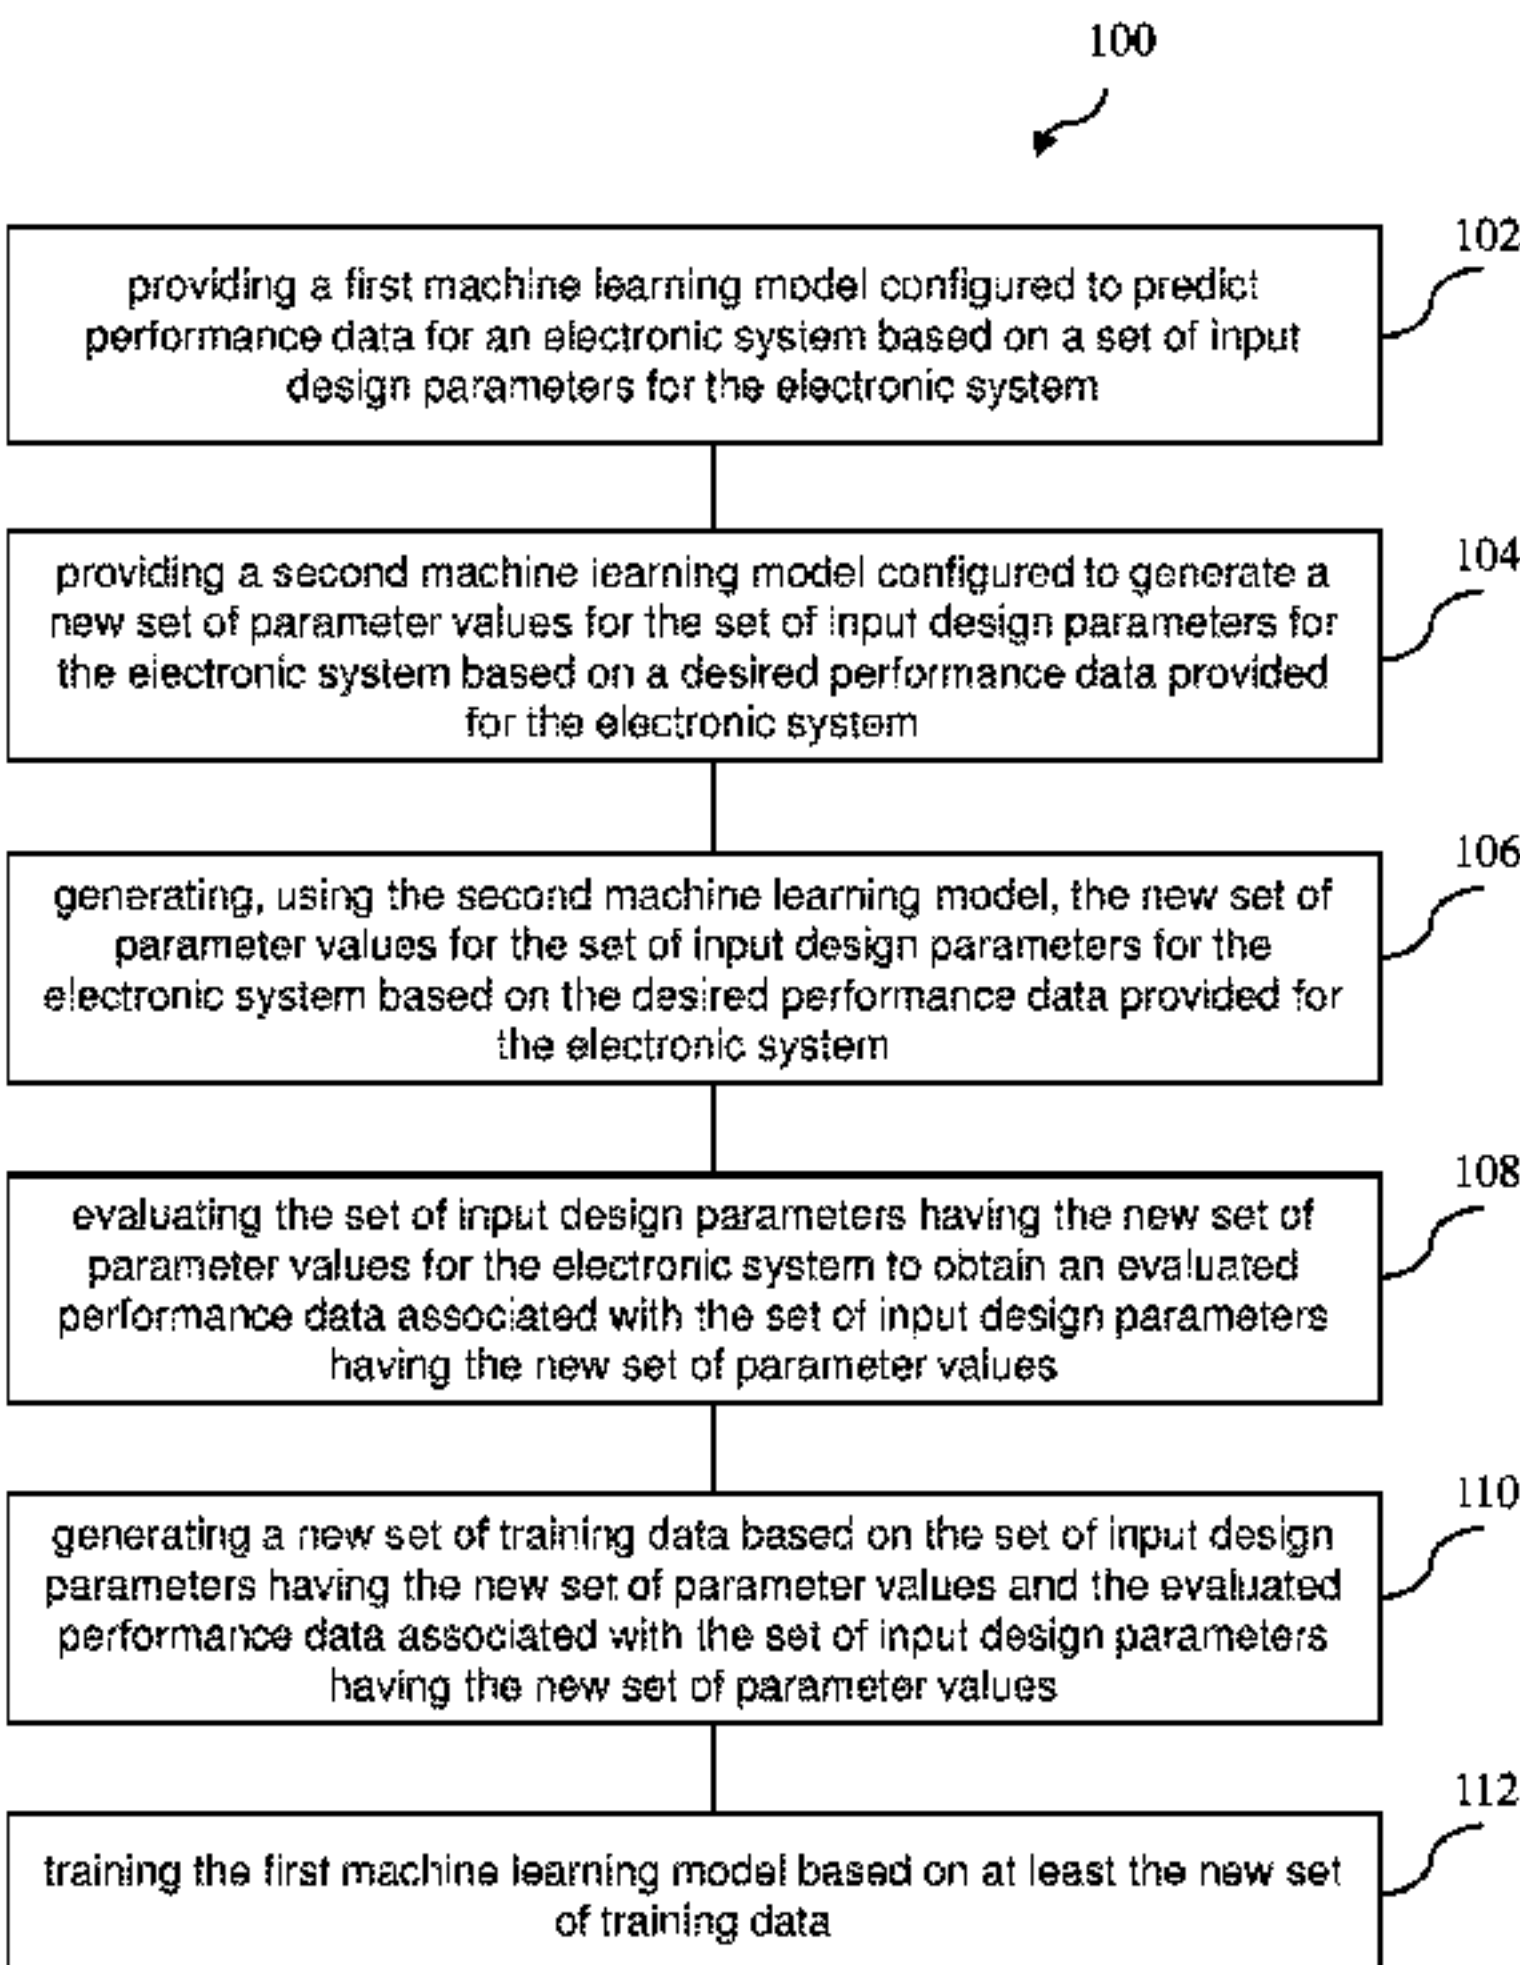 100
102
providing a first machine learning model configured to predict
performance data for an electronic system based on a set of input
design parameters for the electronic system
104
providing a second machine learning model configured to generate a
new set of parameter values for the set of input design parameters for
the electronic system based on a desired performance data provided
for the electronic system
106
generating, using the second machine learning model, the new set of
parameter values for the set of input design parameters for the
electronic system based on the desired performance data provided for
the electronic system
108
evaluating the set of input design parameters having the new set of
parameter values for the electronic system to obtain an evaluated
performance data associated with the set of input design parameters
having the new set of parameter values
110
generating a new set of training data based on the set of input design
parameters having the new set of parameter values and the evaluated
performance data associated with the set of input design parameters
having the new set of parameter values
112
training the first machine learning model based on at least the new set
of training data